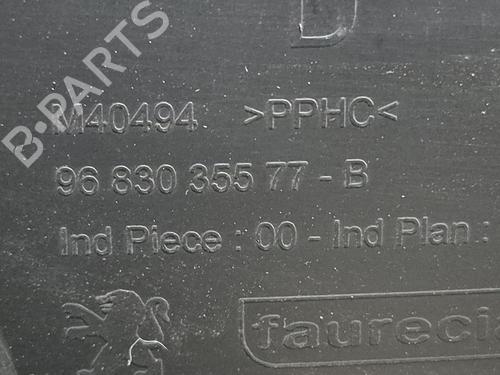 D
M40494 >PPHC<
96 830 355 77 - B
Ind Piece : 00 - Ind Plan :
faurecia
B-PARTS